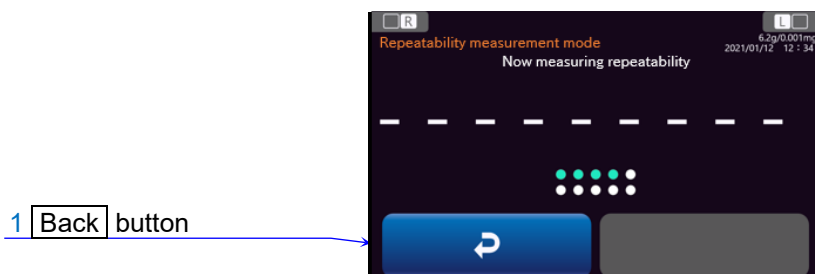 R
L
Repeatability measurement mode
6.2g/0.001mg
2021/01/12 12:34
Now measuring repeatability
1 Back button